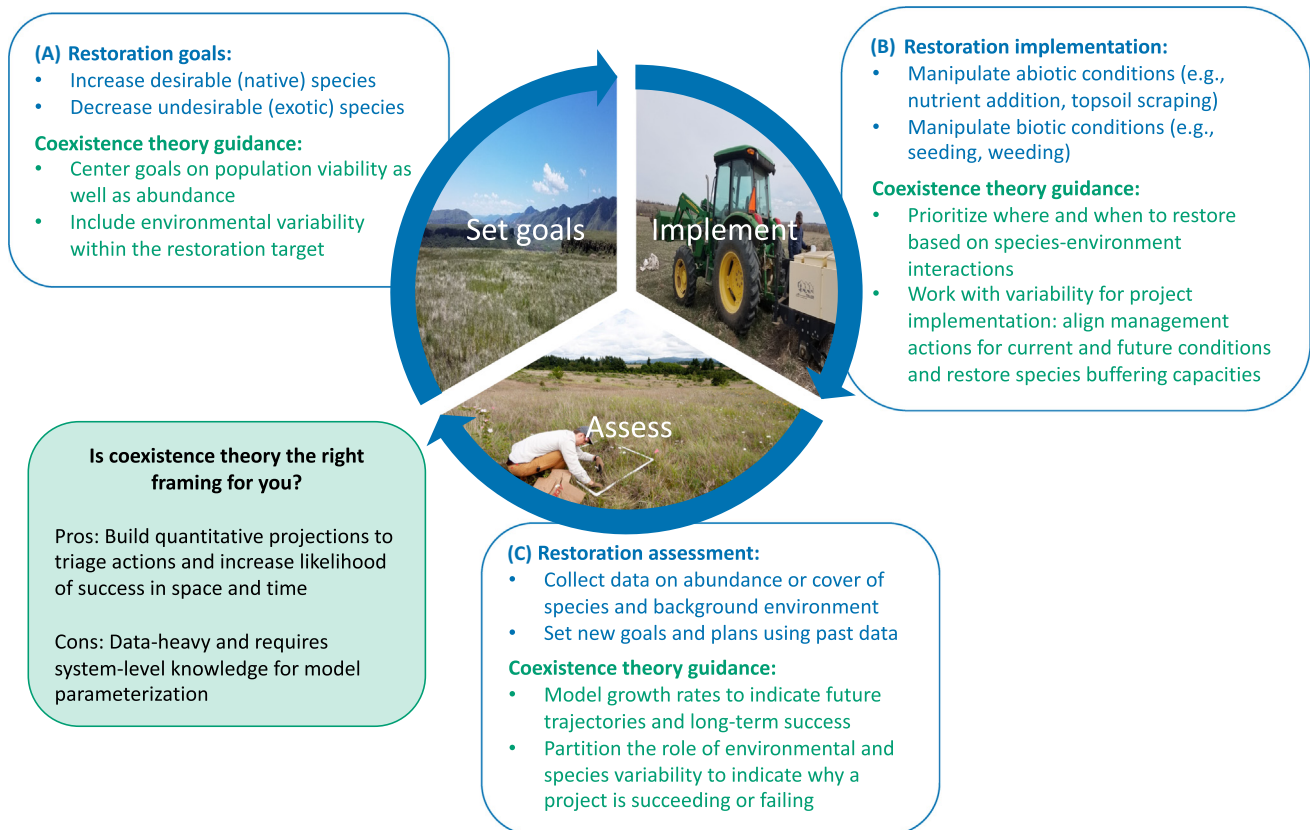 (A) Restoration goals:
• Increase desirable (native) species
• Decrease undesirable (exotic) species
Coexistence theory guidance:
• Center goals on population viability as
well as abundance
• Include environmental variability
within the restoration target
Set goals
Implement
Assess
(B) Restoration implementation:
• Manipulate abiotic conditions (e.g.,
nutrient addition, topsoil scraping)
• Manipulate biotic conditions (e.g.,
seeding, weeding)
Coexistence theory guidance:
• Prioritize where and when to restore
based on species-environment
interactions
• Work with variability for project
implementation: align management
actions for current and future conditions
and restore species buffering capacities
Is coexistence theory the right
framing for you?
Pros: Build quantitative projections to
triage actions and increase likelihood
of success in space and time
Cons: Data-heavy and requires
system-level knowledge for model
parameterization
(C) Restoration assessment:
• Collect data on abundance or cover of
species and background environment
• Set new goals and plans using past data
Coexistence theory guidance:
• Model growth rates to indicate future
trajectories and long-term success
• Partition the role of environmental and
species variability to indicate why a
project is succeeding or failing